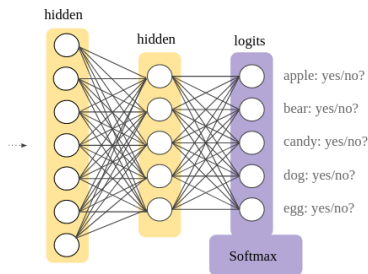 hidden
hidden
logits
apple: yes/no?
bear: yes/no?
candy: yes/no?
dog: yes/no?
egg: yes/no?
Softmax